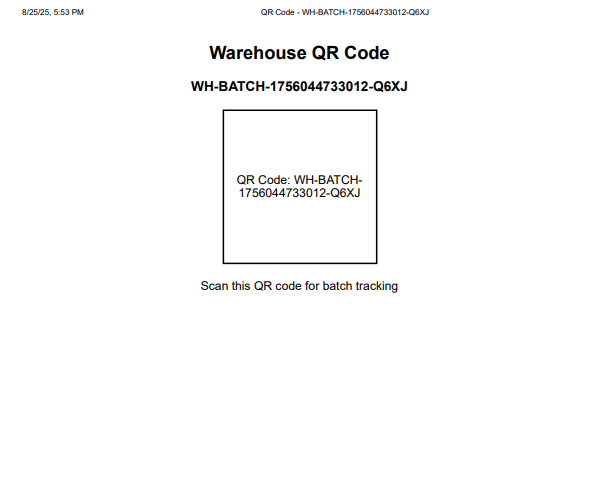 8/25/25, 5:53 PM QR Code - WH-BATCH-1756044733012-Q6XJ
Warehouse QR Code
WH-BATCH-1756044733012-Q6XJ
QR Code: WH-BATCH-
1756044733012-Q6XJ
Scan this QR code for batch tracking